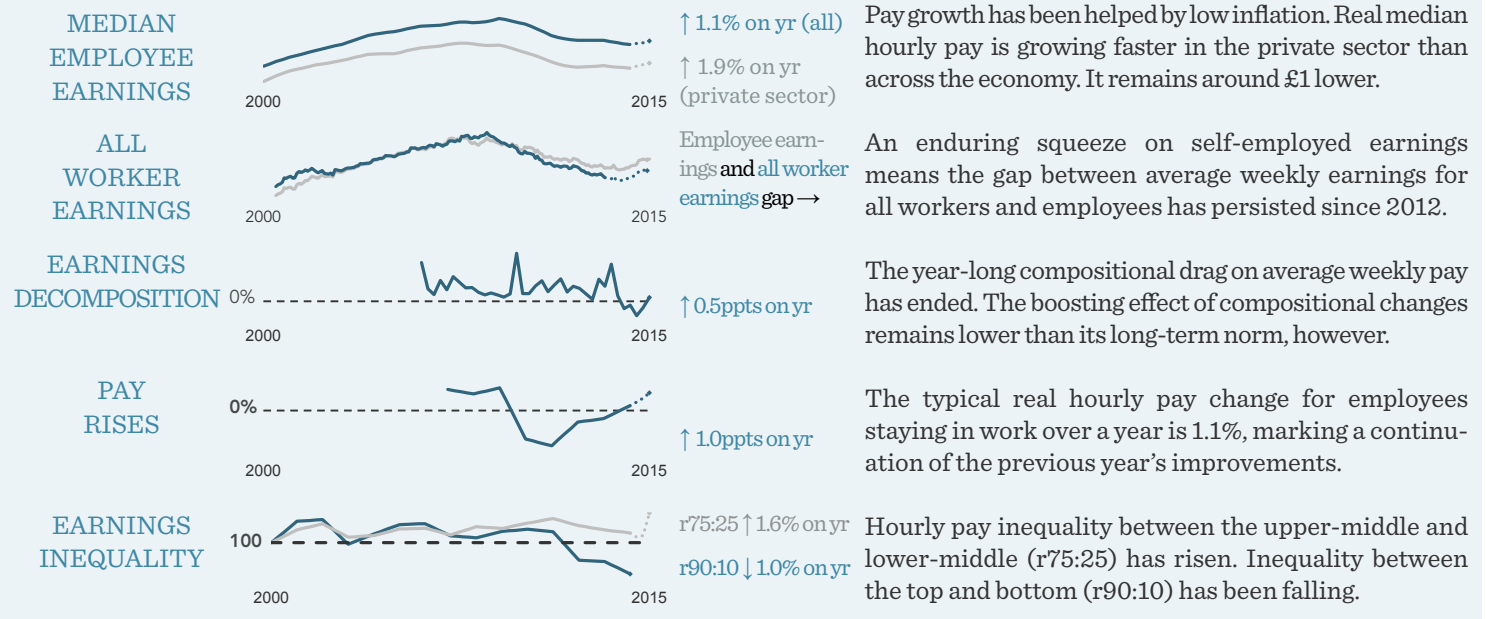 MEDIAN
EMPLOYEE
EARNINGS
2000
2015
↑ 1.1% on yr (all)
↑ 1.9% on yr
(private sector)
Pay growth has been helped by low inflation. Real median
hourly pay is growing faster in the private sector than
across the economy. It remains around £1 lower.
ALL
WORKER
EARNINGS
2000
2015
Employee earn-
ings and all worker
earnings gap →
An enduring squeeze on self-employed earnings
means the gap between average weekly earnings for
all workers and employees has persisted since 2012.
EARNINGS
DECOMPOSITION
0%
2000
2015
↑ 0.5ppts on yr
The year-long compositional drag on average weekly pay
has ended. The boosting effect of compositional changes
remains lower than its long-term norm, however.
PAY
RISES
0%
2000
2015
↑ 1.0ppts on yr
The typical real hourly pay change for employees
staying in work over a year is 1.1%, marking a continu-
ation of the previous year's improvements.
EARNINGS
INEQUALITY
100
2000
2015
r75:25 ↑ 1.6% on yr
r90:10 ↓ 1.0% on yr
Hourly pay inequality between the upper-middle and
lower-middle (r75:25) has risen. Inequality between
the top and bottom (r90:10) has been falling.